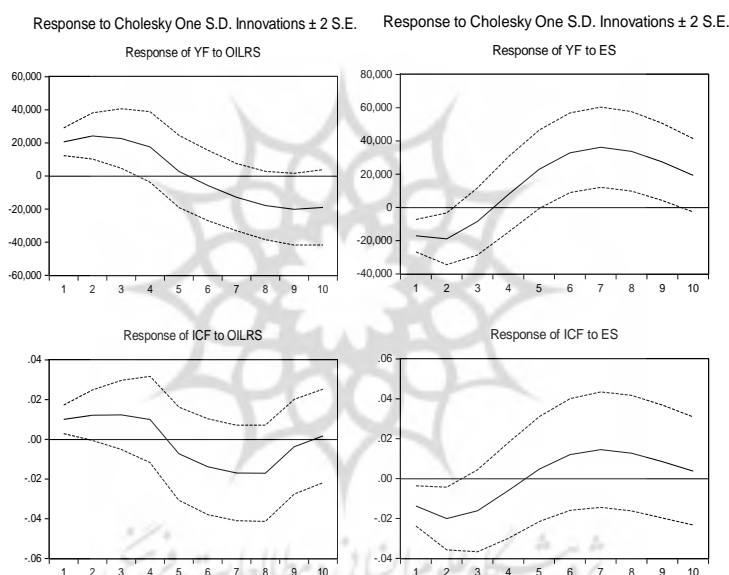 Response to Cholesky One S.D. Innovations ± 2 S.E.
Response to Cholesky One S.D. Innovations ± 2 S.E.
Response of YF to OILRS
60,000
40,000
20,000
0
-20,000
-40,000
-60,000
1 2 3 4 5 6 7 8 9 10
Response of YF to ES
80,000
60,000
40,000
20,000
0
-20,000
-40,000
1 2 3 4 5 6 7 8 9 10
Response of ICF to OILRS
.04
.02
.00
-.02
-.04
-.06
1 2 3 4 5 6 7 8 9 10
Response of ICF to ES
.06
.04
.02
.00
-.02
-.04
1 2 3 4 5 6 7 8 9 10